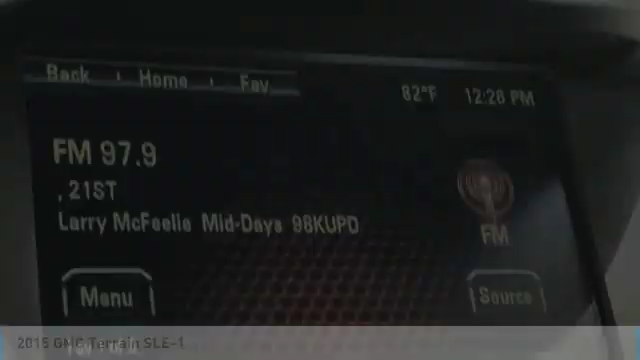 Back Home Fav
82°F 12:28 PM
FM 97.9
, 21ST
Larry McFeelie Mid-Days 98KUPD
FM
Menu Source
2015 GMC Terrain SLE-1